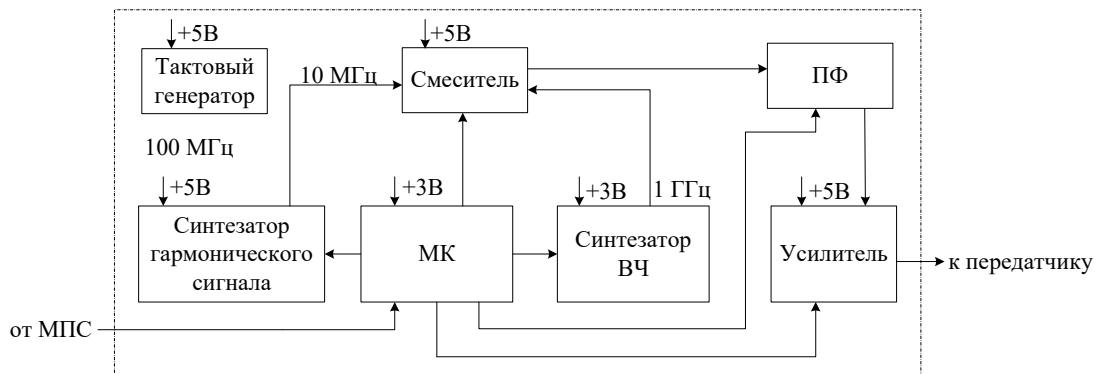 +5В
Тактовый
генератор
10 МГц
+5В
Смеситель
ПФ
100 МГц
+5В
Синтезатор
гармонического
сигнала
+3В
МК
+3В
1 ГГц
Синтезатор
ВЧ
+5В
Усилитель
к передатчику
от МПС